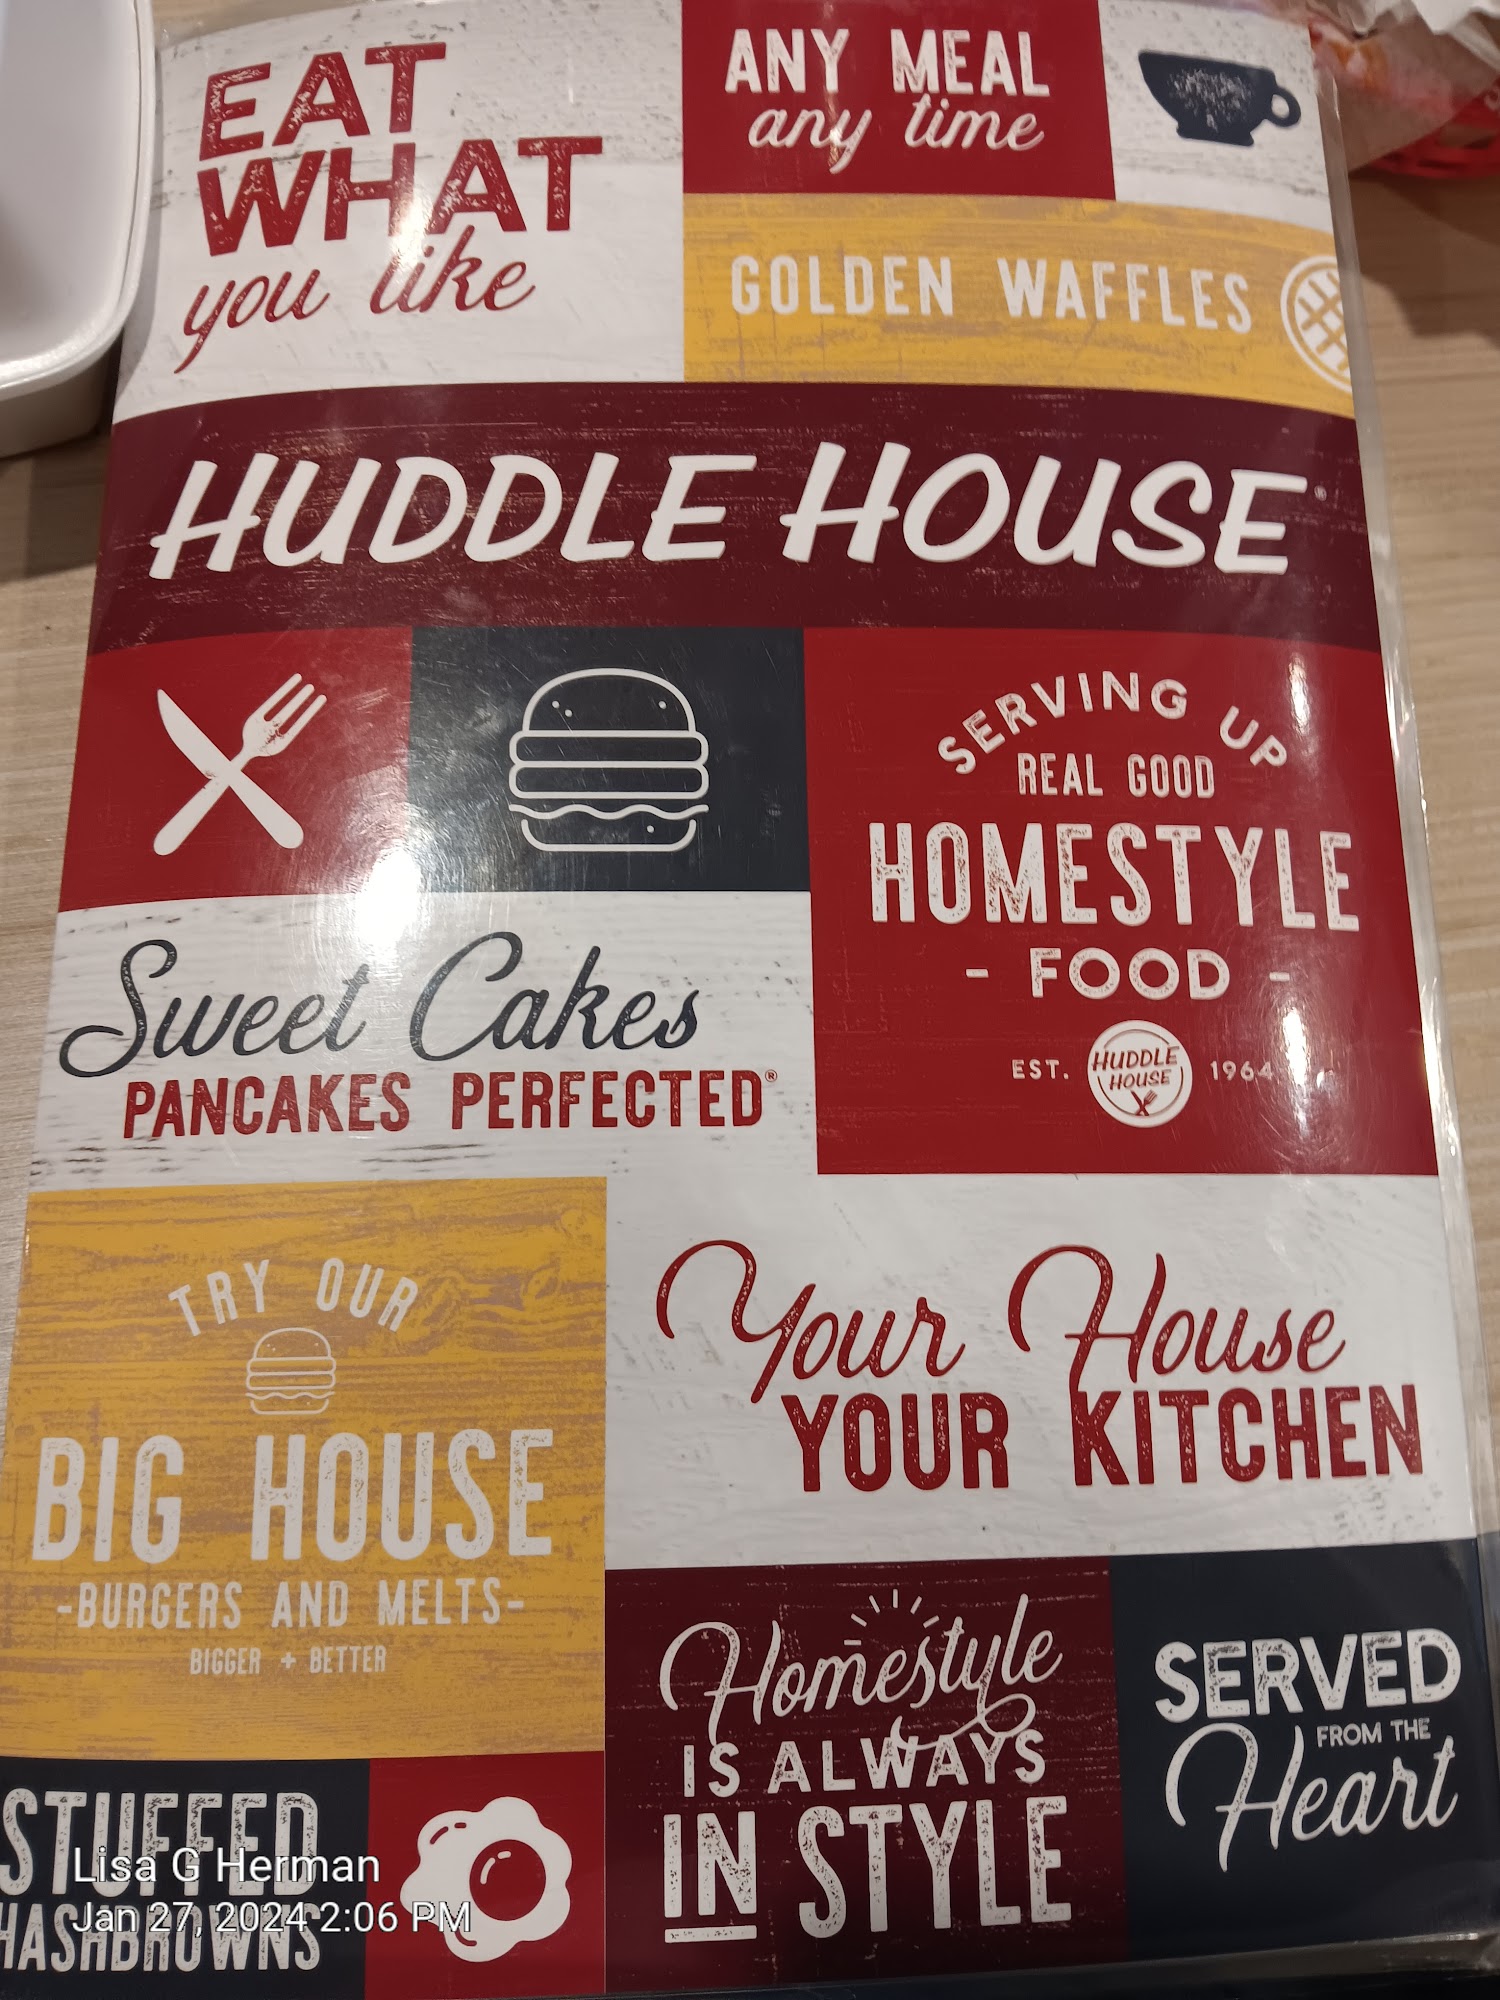 EAT
WHAT
you like
ANY MEAL
any time
GOLDEN WAFFLES
HUDDLE HOUSE®
SERVING UP
REAL GOOD
HOMESTYLE
- FOOD -
EST. HUDDLE HOUSE 1964
Sweet Cakes
PANCAKES PERFECTED®
TRY OUR
BIG HOUSE
-BURGERS AND MELTS-
BIGGER + BETTER
Your House
YOUR KITCHEN
Homestyle
IS ALWAYS
IN STYLE
SERVED
FROM THE
Heart
STUFFED
HASHBROWNS
Lisa G Herman
Jan 27, 2024 2:06 PM